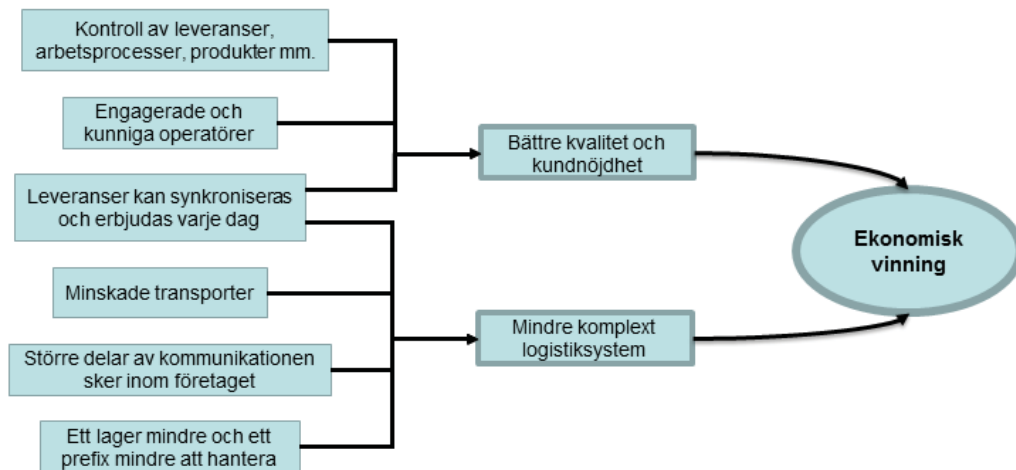 Kontroll av leveranser,
arbetsprocesser, produkter mm.
Engagerade och
kunniga operatörer
Leveranser kan synkroniseras
och erbjudas varje dag
Minskade transporter
Större delar av kommunikationen
sker inom företaget
Ett lager mindre och ett
prefix mindre att hantera
Bättre kvalitet och
kundnöjdhet
Mindre komplext
logistiksystem
Ekonomisk
vinning